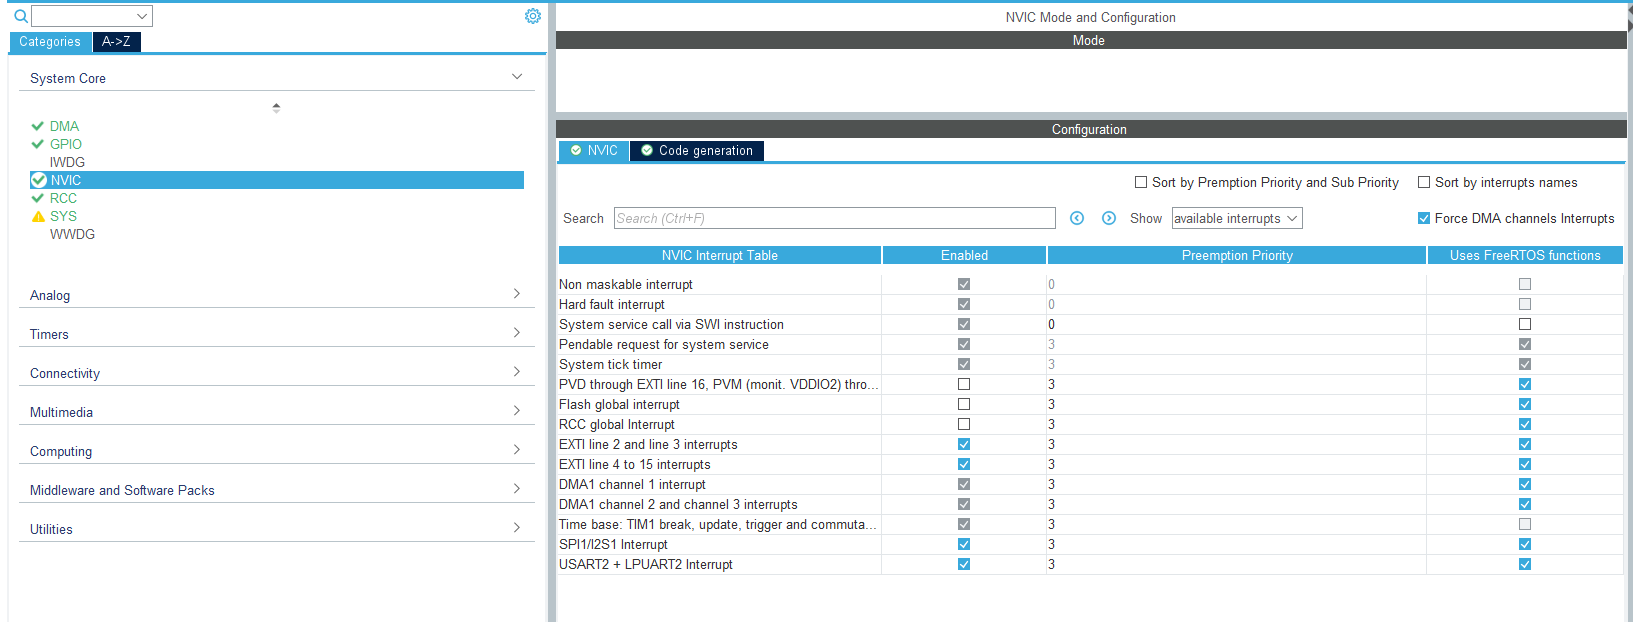 NVIC Mode and Configuration
Categories A->Z
Mode
System Core
DMA
GPIO
IWDG
NVIC
RCC
SYS
WWDG
Analog
Timers
Connectivity
Multimedia
Computing
Middleware and Software Packs
Utilities
Configuration
NVIC Code generation
Sort by Premption Priority and Sub Priority Sort by interrupts names
Search Search (Ctrl+F) Show available interrupts Force DMA channels Interrupts
NVIC Interrupt Table Enabled Preemption Priority Uses FreeRTOS functions
Non maskable interrupt 0
Hard fault interrupt 0
System service call via SWI instruction 0
Pendable request for system service 3
System tick timer 3
PVD through EXTI line 16, PVM (monit. VDDIO2) thro... 3
Flash global interrupt 3
RCC global Interrupt 3
EXTI line 2 and line 3 interrupts 3
EXTI line 4 to 15 interrupts 3
DMA1 channel 1 interrupt 3
DMA1 channel 2 and channel 3 interrupts 3
Time base: TIM1 break, update, trigger and commuta... 3
SPI1/I2S1 Interrupt 3
USART2 + LPUART2 Interrupt 3